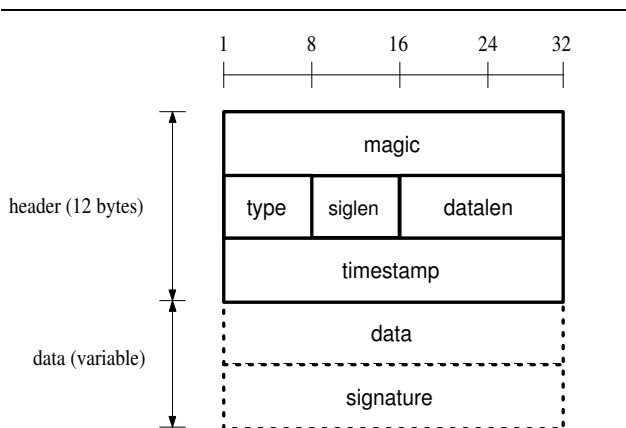 1 8 16 24 32
magic
header (12 bytes) type siglen datalen
timestamp
data
data (variable)
signature